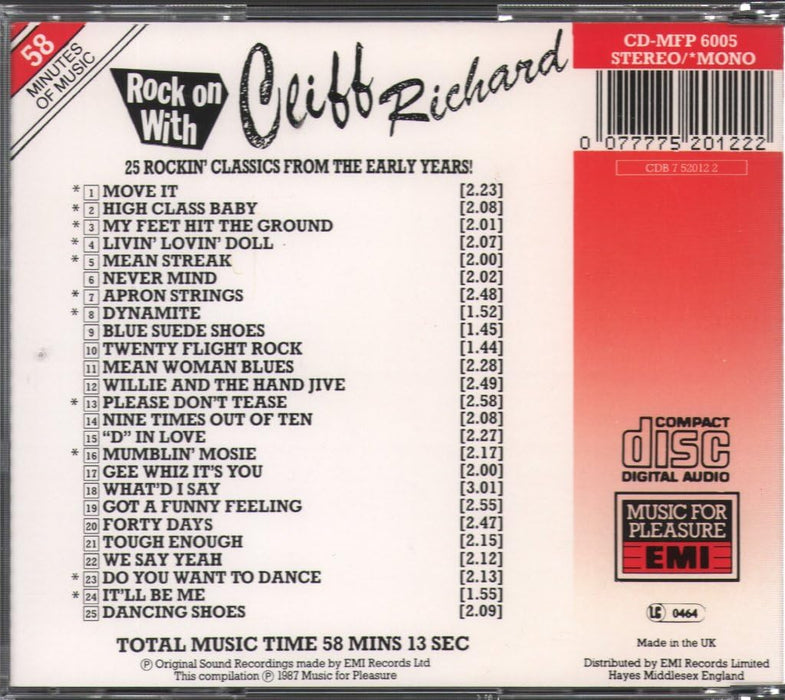 58
MINUTES
OF MUSIC
Rock on
With
Cliff Richard
CD-MFP 6005
STEREO/*MONO
0 077775 201222
CDB 7 52012 2
25 ROCKIN' CLASSICS FROM THE EARLY YEARS!
* 1 MOVE IT [2.23]
* 2 HIGH CLASS BABY [2.08]
* 3 MY FEET HIT THE GROUND [2.01]
* 4 LIVIN' LOVIN' DOLL [2.07]
* 5 MEAN STREAK [2.00]
6 NEVER MIND [2.02]
* 7 APRON STRINGS [2.48]
* 8 DYNAMITE [1.52]
9 BLUE SUEDE SHOES [1.45]
10 TWENTY FLIGHT ROCK [1.44]
11 MEAN WOMAN BLUES [2.28]
12 WILLIE AND THE HAND JIVE [2.49]
* 13 PLEASE DON'T TEASE [2.58]
14 NINE TIMES OUT OF TEN [2.08]
15 "D" IN LOVE [2.27]
* 16 MUMBLIN' MOSIE [2.17]
17 GEE WHIZ IT'S YOU [2.00]
18 WHAT'D I SAY [3.01]
19 GOT A FUNNY FEELING [2.55]
20 FORTY DAYS [2.47]
21 TOUGH ENOUGH [2.15]
22 WE SAY YEAH [2.12]
* 23 DO YOU WANT TO DANCE [2.13]
* 24 IT'LL BE ME [1.55]
25 DANCING SHOES [2.09]
TOTAL MUSIC TIME 58 MINS 13 SEC
Ⓟ Original Sound Recordings made by EMI Records Ltd
This compilation Ⓟ 1987 Music for Pleasure
COMPACT
disc
DIGITAL AUDIO
MUSIC FOR
PLEASURE
EMI
LC 0464
Made in the UK
Distributed by EMI Records Limited
Hayes Middlesex England